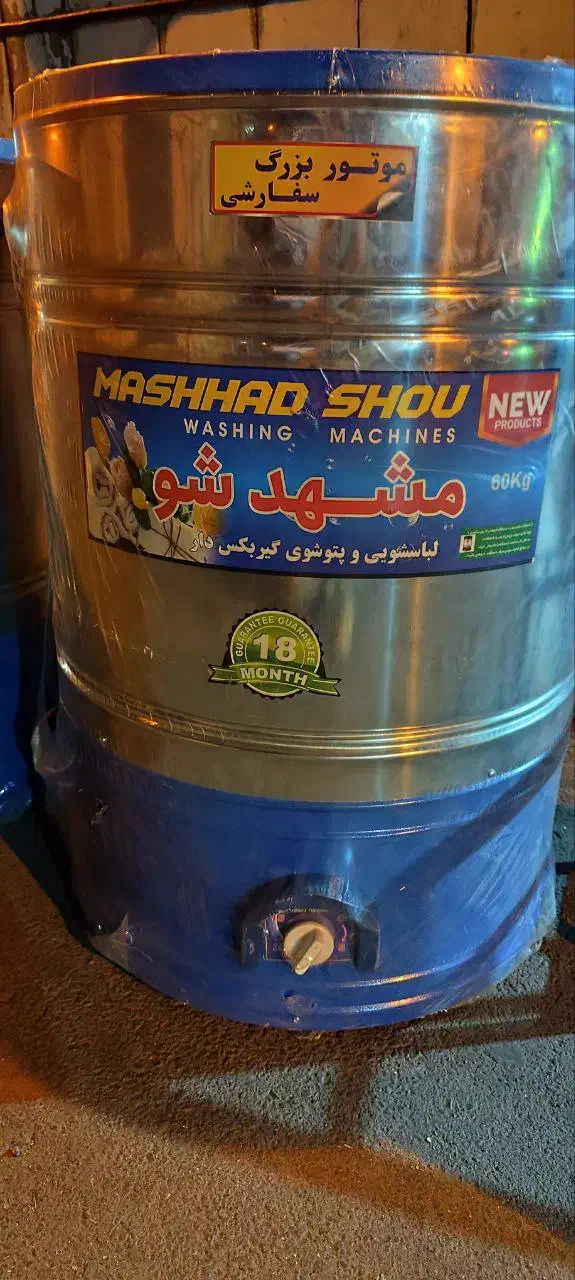 موتور بزرگ
سفارشی
MASHHAD SHOU
NEW
PRODUCTS
WASHING MACHINES
مشهد شو
60Kg
لباسشویی و پتوشوی گیربکس دار
GUARANTEE GUARANTEE
18
MONTH